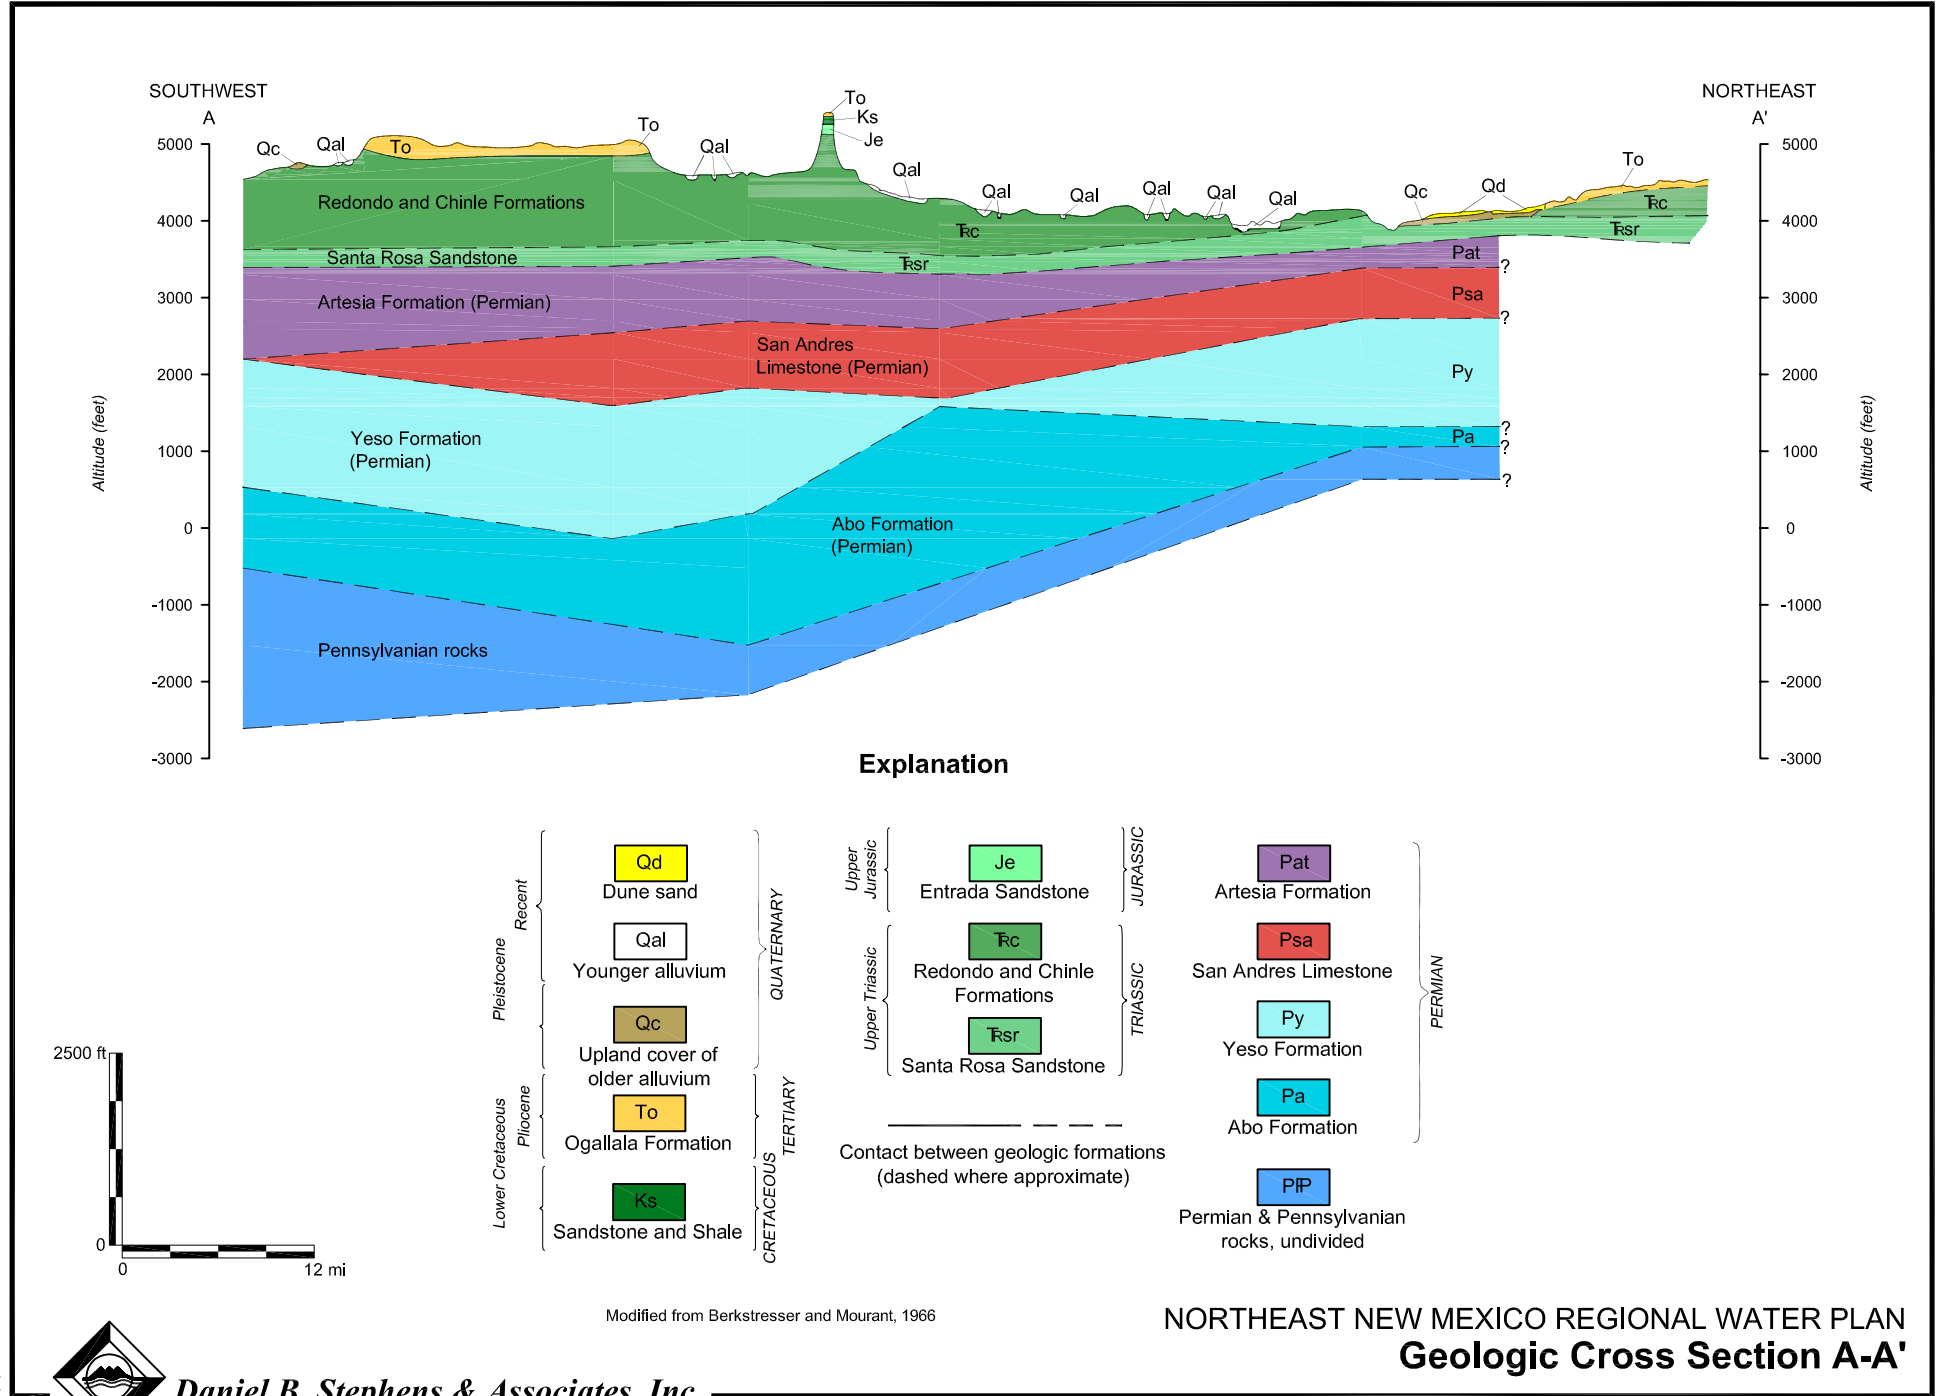 SOUTHWEST
A
NORTHEAST
A'
To
Ks
Je
To
Qal
Qc
Qal
To
Qal
Qal
Qal
Qal
Qal
Qal
Qc
Qd
To
5000
4000
3000
2000
1000
0
-1000
-2000
-3000
Altitude (feet)
Redondo and Chinle Formations
Santa Rosa Sandstone
Artesia Formation (Permian)
San Andres
Limestone (Permian)
Yeso Formation
(Permian)
Abo Formation
(Permian)
Pennsylvanian rocks
TRc
TRsr
TRc
TRsr
Pat
?
Psa
?
Py
?
Pa
?
?
5000
4000
3000
2000
1000
0
-1000
-2000
-3000
Altitude (feet)
Explanation
Recent
Pleistocene
Qd
Dune sand
Qal
Younger alluvium
Qc
Upland cover of
older alluvium
QUATERNARY
Pliocene
To
Ogallala Formation
TERTIARY
Lower Cretaceous
Ks
Sandstone and Shale
CRETACEOUS
Upper
Jurassic
Je
Entrada Sandstone
JURASSIC
Upper Triassic
TRc
Redondo and Chinle
Formations
TRsr
Santa Rosa Sandstone
TRIASSIC
Contact between geologic formations
(dashed where approximate)
Pat
Artesia Formation
Psa
San Andres Limestone
Py
Yeso Formation
Pa
Abo Formation
PERMIAN
PIP
Permian & Pennsylvanian
rocks, undivided
2500 ft
0
0
12 mi
Modified from Berkstresser and Mourant, 1966
NORTHEAST NEW MEXICO REGIONAL WATER PLAN
Geologic Cross Section A-A'
Daniel B. Stephens & Associates, Inc.